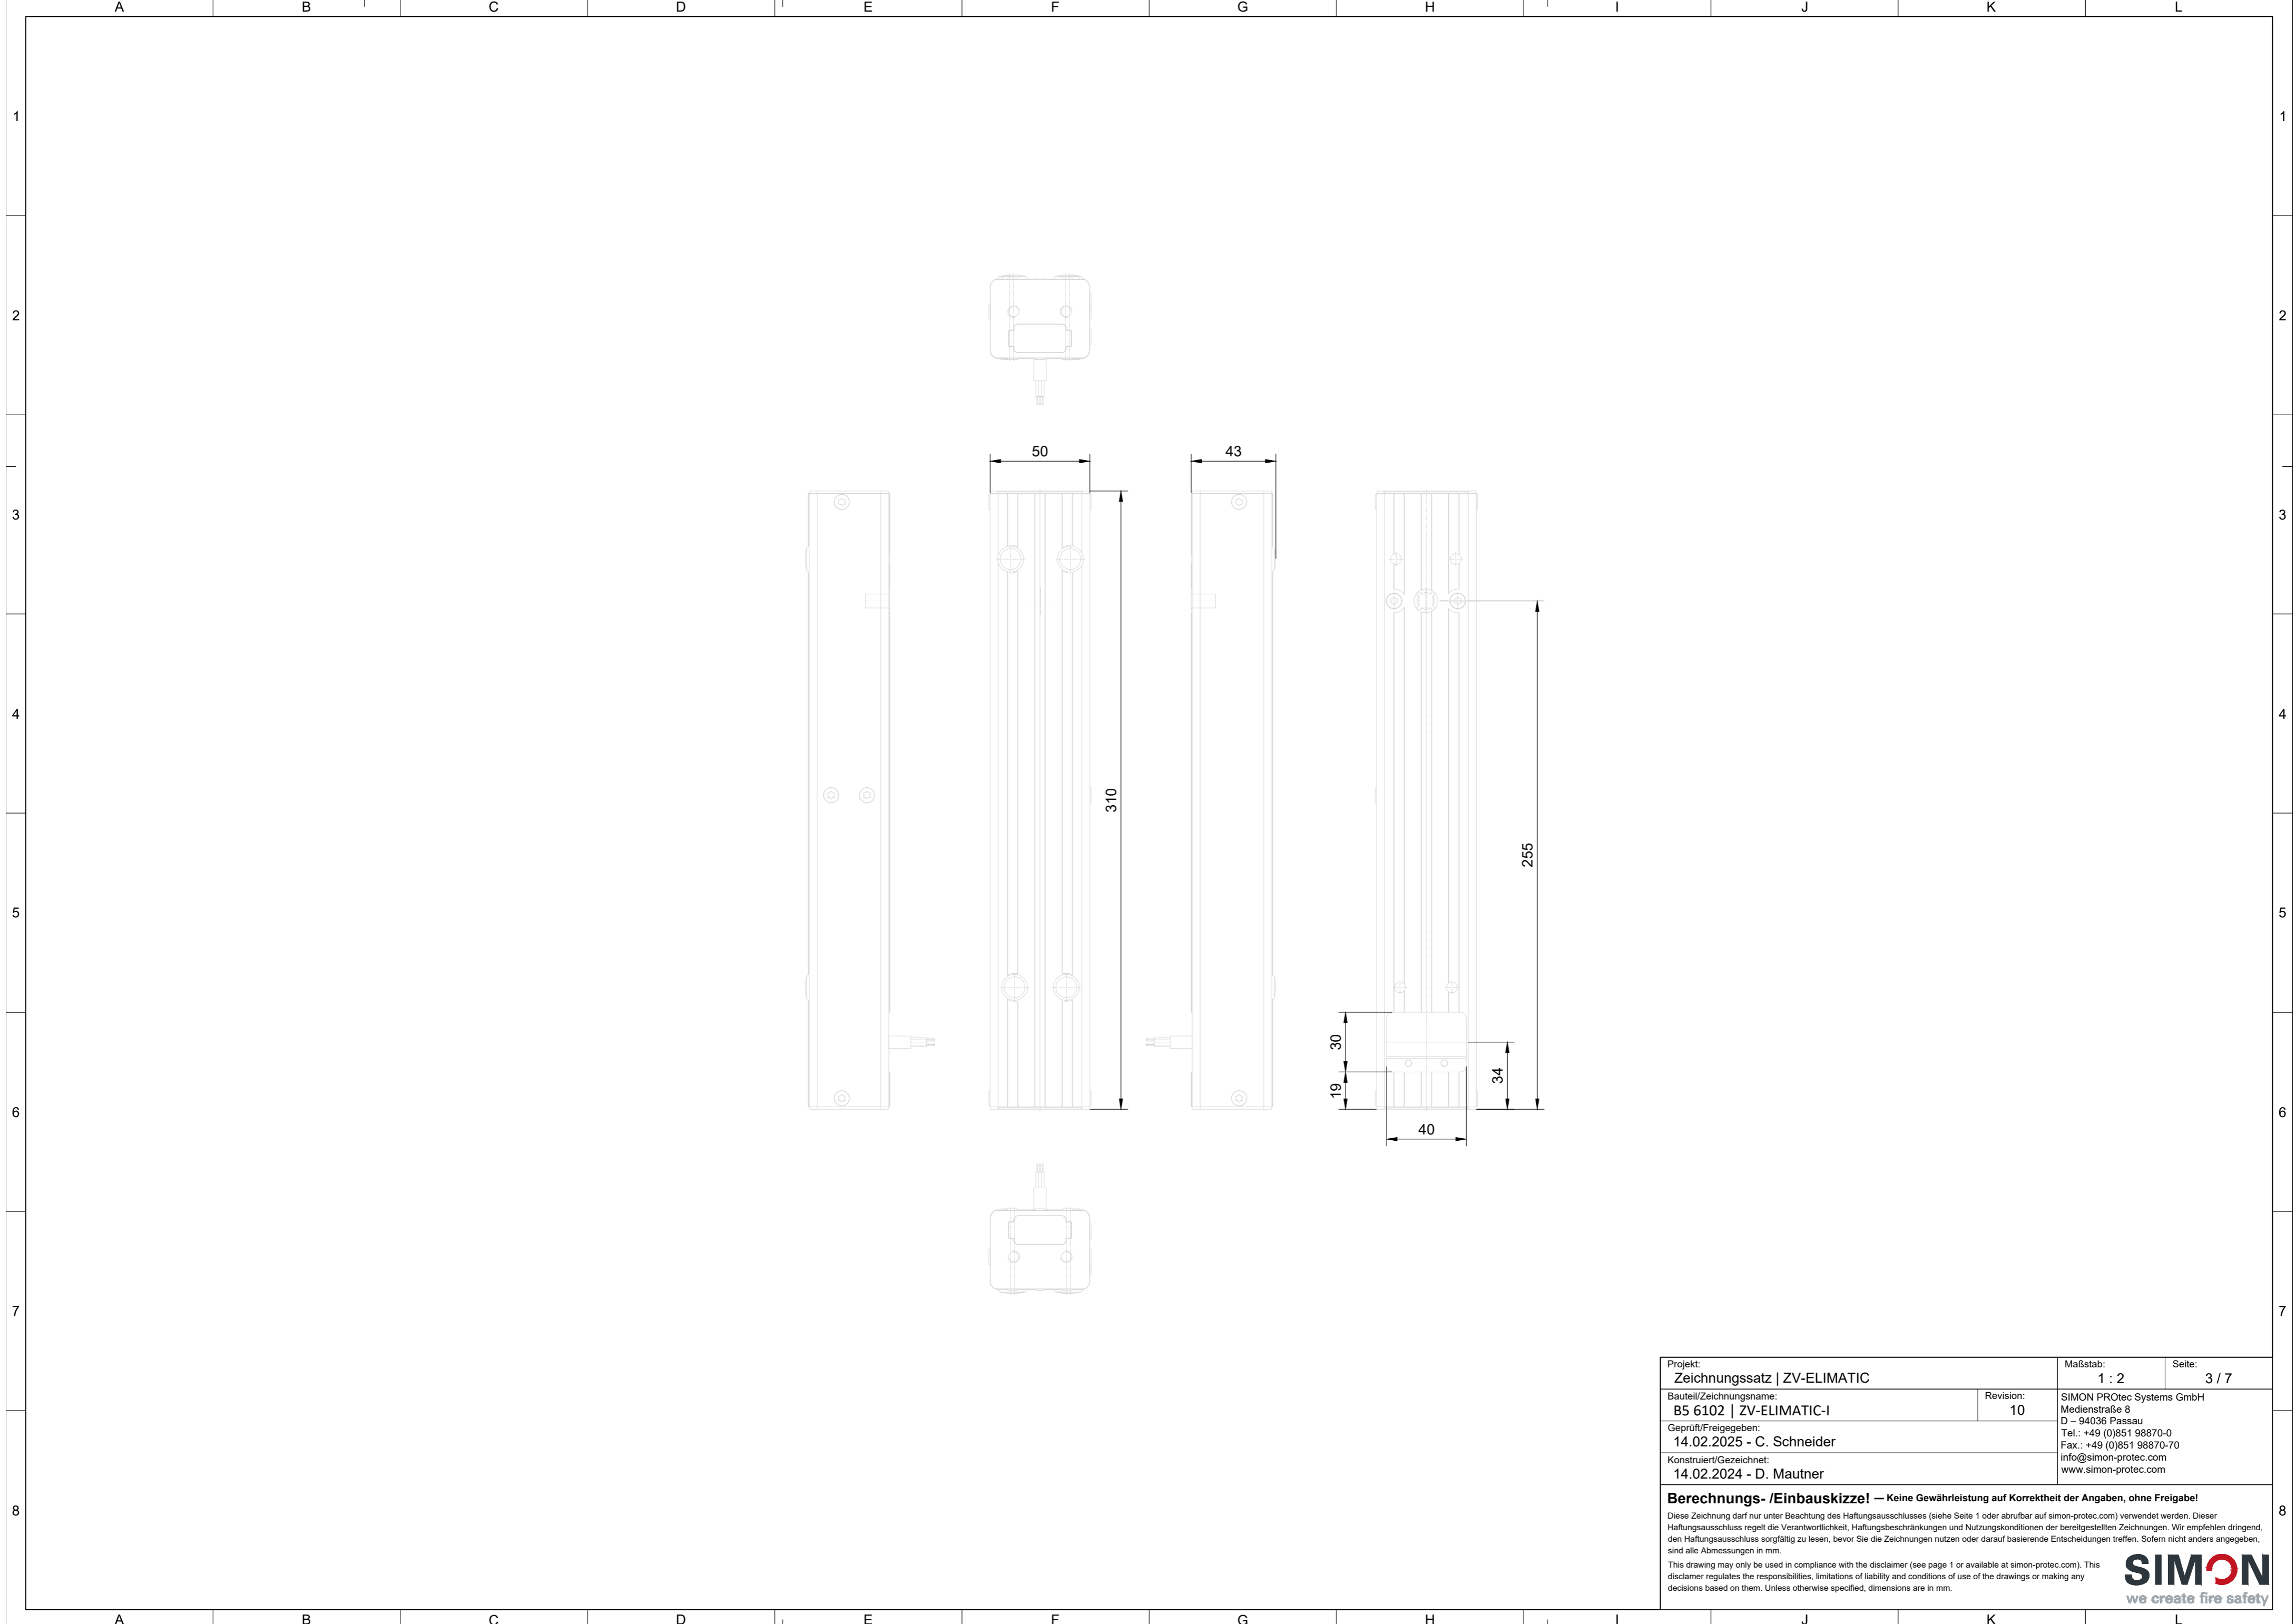 A B C D E F G H I J K L
1 1
2 2
50 43
3 3
4 4
310
255
5 5
30
34
19
6 6
40
7 7
Projekt: Maßstab: Seite:
Zeichnungssatz | ZV-ELIMATIC 1 : 2 3 / 7
Bauteil/Zeichnungsname: Revision:
B5 6102 | ZV-ELIMATIC-I 10
Geprüft/Freigegeben:
14.02.2025 - C. Schneider
Konstruiert/Gezeichnet:
14.02.2024 - D. Mautner
SIMON PROtec Systems GmbH
Medienstraße 8
D – 94036 Passau
Tel.: +49 (0)851 98870-0
Fax.: +49 (0)851 98870-70
info@simon-protec.com
www.simon-protec.com
8 8
Berechnungs- /Einbauskizze! — Keine Gewährleistung auf Korrektheit der Angaben, ohne Freigabe!
Diese Zeichnung darf nur unter Beachtung des Haftungsausschlusses (siehe Seite 1 oder abrufbar auf simon-protec.com) verwendet werden. Dieser
Haftungsausschluss regelt die Verantwortlichkeit, Haftungsbeschränkungen und Nutzungskonditionen der bereitgestellten Zeichnungen. Wir empfehlen dringend,
den Haftungsausschluss sorgfältig zu lesen, bevor Sie die Zeichnungen nutzen oder darauf basierende Entscheidungen treffen. Sofern nicht anders angegeben,
sind alle Abmessungen in mm.
This drawing may only be used in compliance with the disclaimer (see page 1 or available at simon-protec.com). This
disclamer regulates the responsibilities, limitations of liability and conditions of use of the drawings or making any
decisions based on them. Unless otherwise specified, dimensions are in mm.
SIMON
we create fire safety
A B C D E F G H I J K L